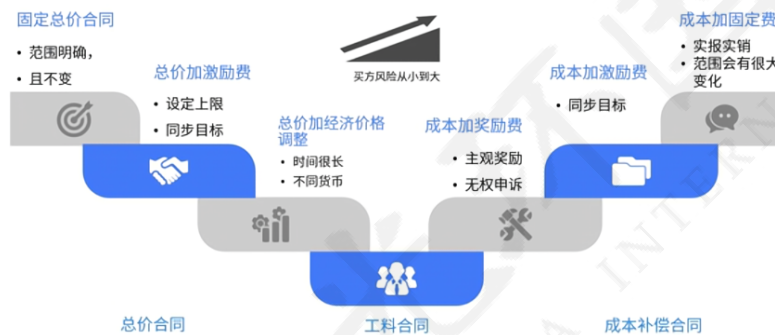 固定总价合同
• 范围明确，
• 且不变
总价加激励费
• 设定上限
• 同步目标
总价加经济价格
调整
• 时间很长
• 不同货币
买方风险从小到大
成本加奖励费
• 主观奖励
• 无权申诉
成本加激励费
• 同步目标
成本加固定费
• 实报实销
• 范围会有很大
变化
总价合同
工料合同
成本补偿合同
INTERN